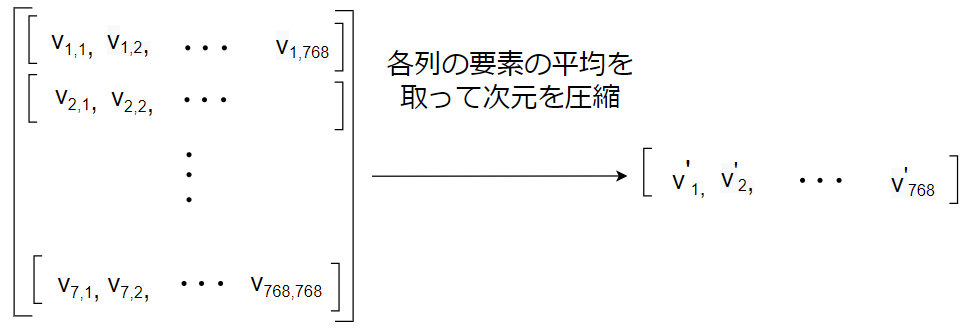 v1,1, v1,2, ・・・ v1,768
v2,1, v2,2, ・・・
各列の要素の平均を
取って次元を圧縮
v'1, v'2, ・・・ v'768
v7,1, v7,2, ・・・ v768,768